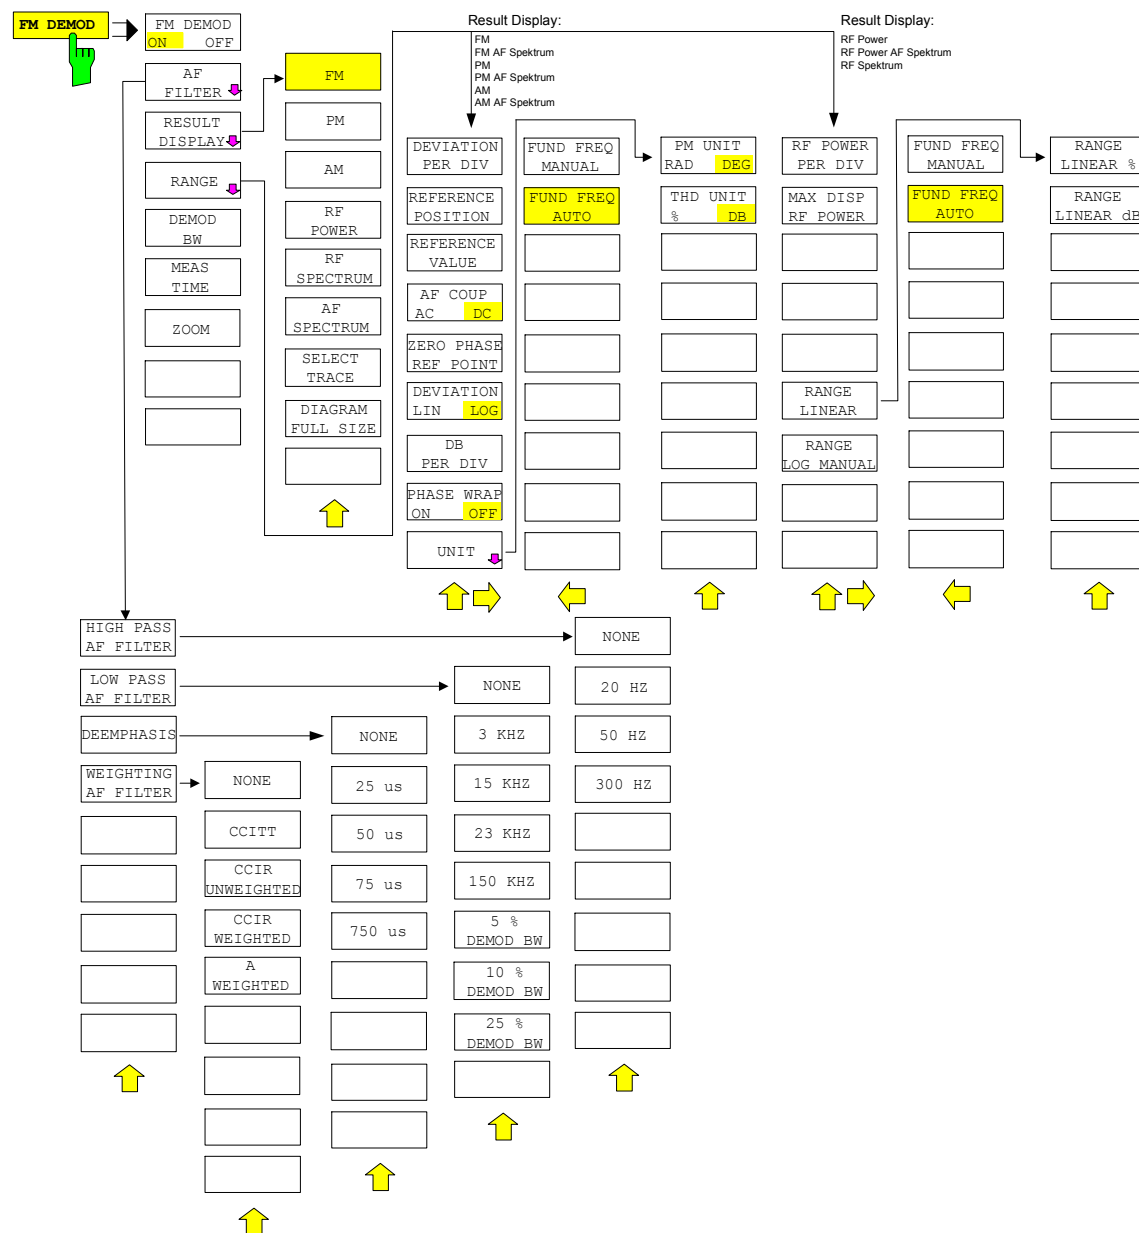 FM DEMOD
FM DEMOD
ON OFF
AF
FILTER
RESULT
DISPLAY
RANGE
DEMOD
BW
MEAS
TIME
ZOOM
FM
PM
AM
RF
POWER
RF
SPECTRUM
AF
SPECTRUM
SELECT
TRACE
DIAGRAM
FULL SIZE
Result Display:
FM
FM AF Spektrum
PM
PM AF Spektrum
AM
AM AF Spektrum
DEVIATION
PER DIV
REFERENCE
POSITION
REFERENCE
VALUE
AF COUP
AC DC
ZERO PHASE
REF POINT
DEVIATION
LIN LOG
DB
PER DIV
PHASE WRAP
ON OFF
UNIT
FUND FREQ
MANUAL
FUND FREQ
AUTO
PM UNIT
RAD DEG
THD UNIT
% DB
Result Display:
RF Power
RF Power AF Spektrum
RF Spektrum
RF POWER
PER DIV
MAX DISP
RF POWER
RANGE
LINEAR
RANGE
LOG MANUAL
FUND FREQ
MANUAL
FUND FREQ
AUTO
RANGE
LINEAR %
RANGE
LINEAR dB
HIGH PASS
AF FILTER
LOW PASS
AF FILTER
DEEMPHASIS
WEIGHTING
AF FILTER
NONE
CCITT
CCIR
UNWEIGHTED
CCIR
WEIGHTED
A
WEIGHTED
NONE
25 us
50 us
75 us
750 us
NONE
3 KHZ
15 KHZ
23 KHZ
150 KHZ
5 %
DEMOD BW
10 %
DEMOD BW
25 %
DEMOD BW
NONE
20 HZ
50 HZ
300 HZ